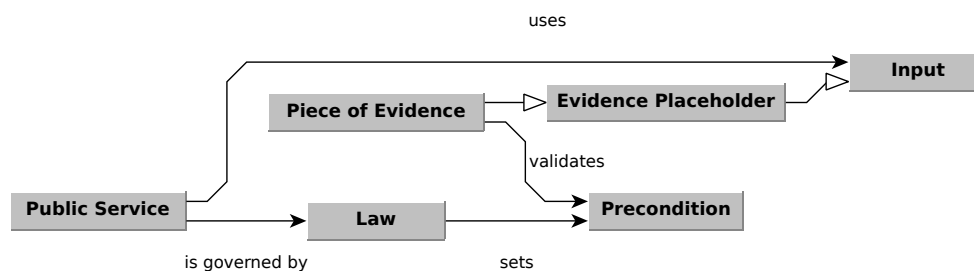 uses
Input
Evidence Placeholder
Piece of Evidence
validates
Public Service
Precondition
Law
is governed by
sets